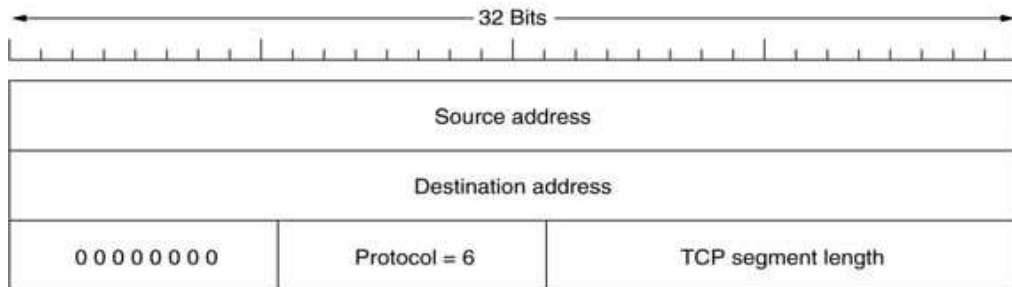 32 Bits
Source address
Destination address
0 0 0 0 0 0 0 0 Protocol = 6 TCP segment length